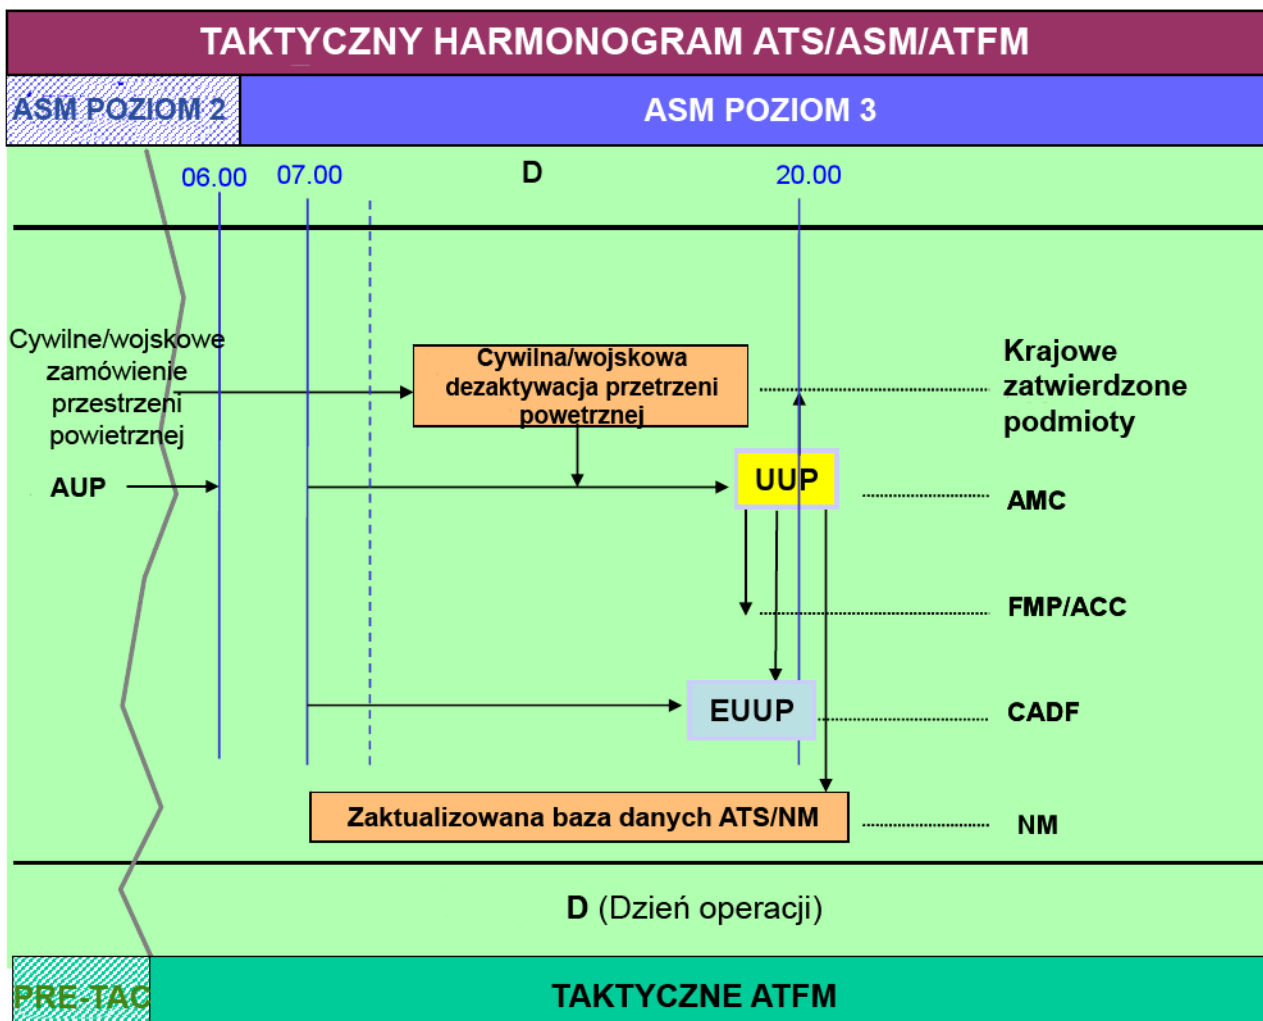 TAKTYCZNY HARMONOGRAM ATS/ASM/ATFM
ASM POZIOM 2
ASM POZIOM 3
06.00
07.00
D
20.00
Cywilne/wojskowe
zamówienie
przestrzeni
powietrznej
Cywilna/wojskowa
dezaktywacja przetrzeni
powętrznej
Krajowe
zatwierdzone
podmioty
AUP
UUP
AMC
FMP/ACC
EUUP
CADF
Zaktualizowana baza danych ATS/NM
NM
D (Dzień operacji)
PRE-TAC
TAKTYCZNE ATFM